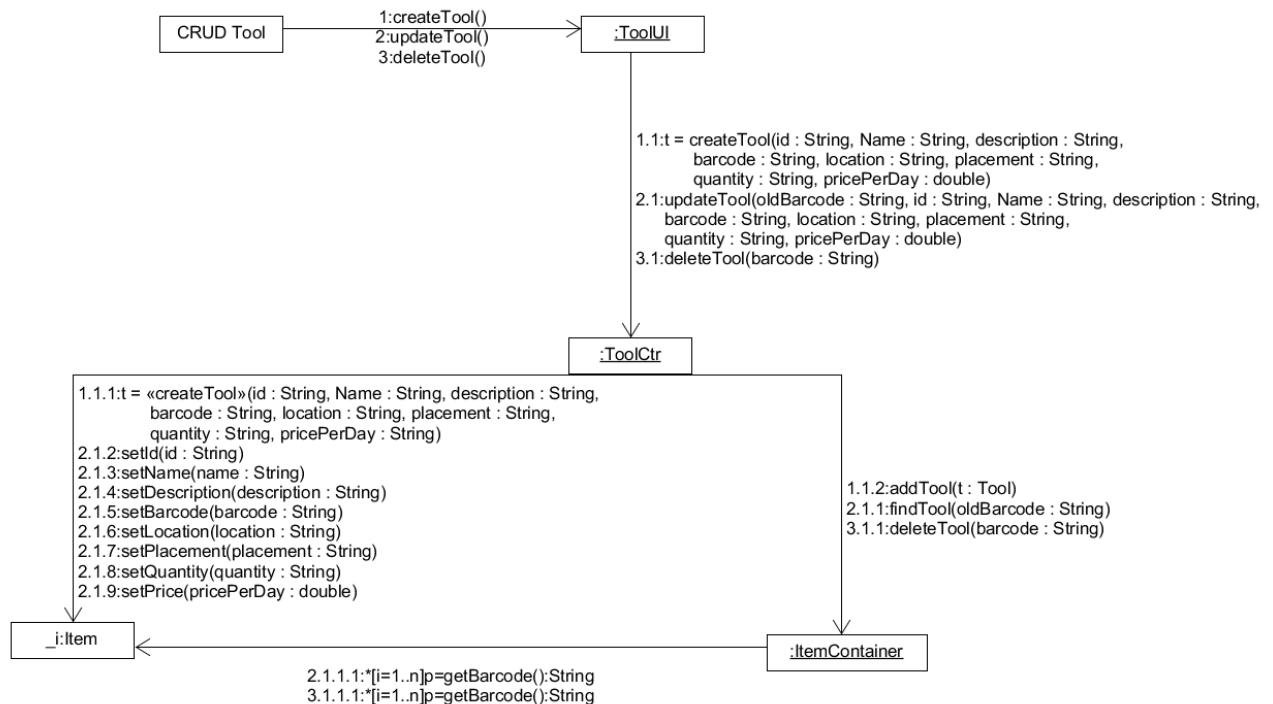 CRUD Tool
1:createTool()
2:updateTool()
3:deleteTool()
:ToolUI
1.1:t = createTool(id : String, Name : String, description : String,
barcode : String, location : String, placement : String,
quantity : String, pricePerDay : double)
2.1:updateTool(oldBarcode : String, id : String, Name : String, description : String,
barcode : String, location : String, placement : String,
quantity : String, pricePerDay : double)
3.1:deleteTool(barcode : String)
:ToolCtr
1.1.1:t = «createTool»(id : String, Name : String, description : String,
barcode : String, location : String, placement : String,
quantity : String, pricePerDay : String)
2.1.2:setId(id : String)
2.1.3:setName(name : String)
2.1.4:setDescription(description : String)
2.1.5:setBarcode(barcode : String)
2.1.6:setLocation(location : String)
2.1.7:setPlacement(placement : String)
2.1.8:setQuantity(quantity : String)
2.1.9:setPrice(pricePerDay : double)
1.1.2:addTool(t : Tool)
2.1.1:findTool(oldBarcode : String)
3.1.1:deleteTool(barcode : String)
_i:Item
:ItemContainer
2.1.1.1:*[i=1..n]p=getBarcode():String
3.1.1.1:*[i=1..n]p=getBarcode():String